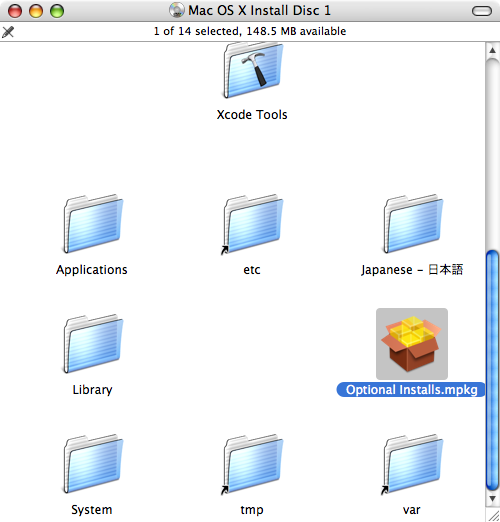 Mac OS X Install Disc 1
1 of 14 selected, 148.5 MB available
Xcode Tools
Applications
etc
Japanese – 日本語
Library
Optional Installs.mpkg
System
tmp
var